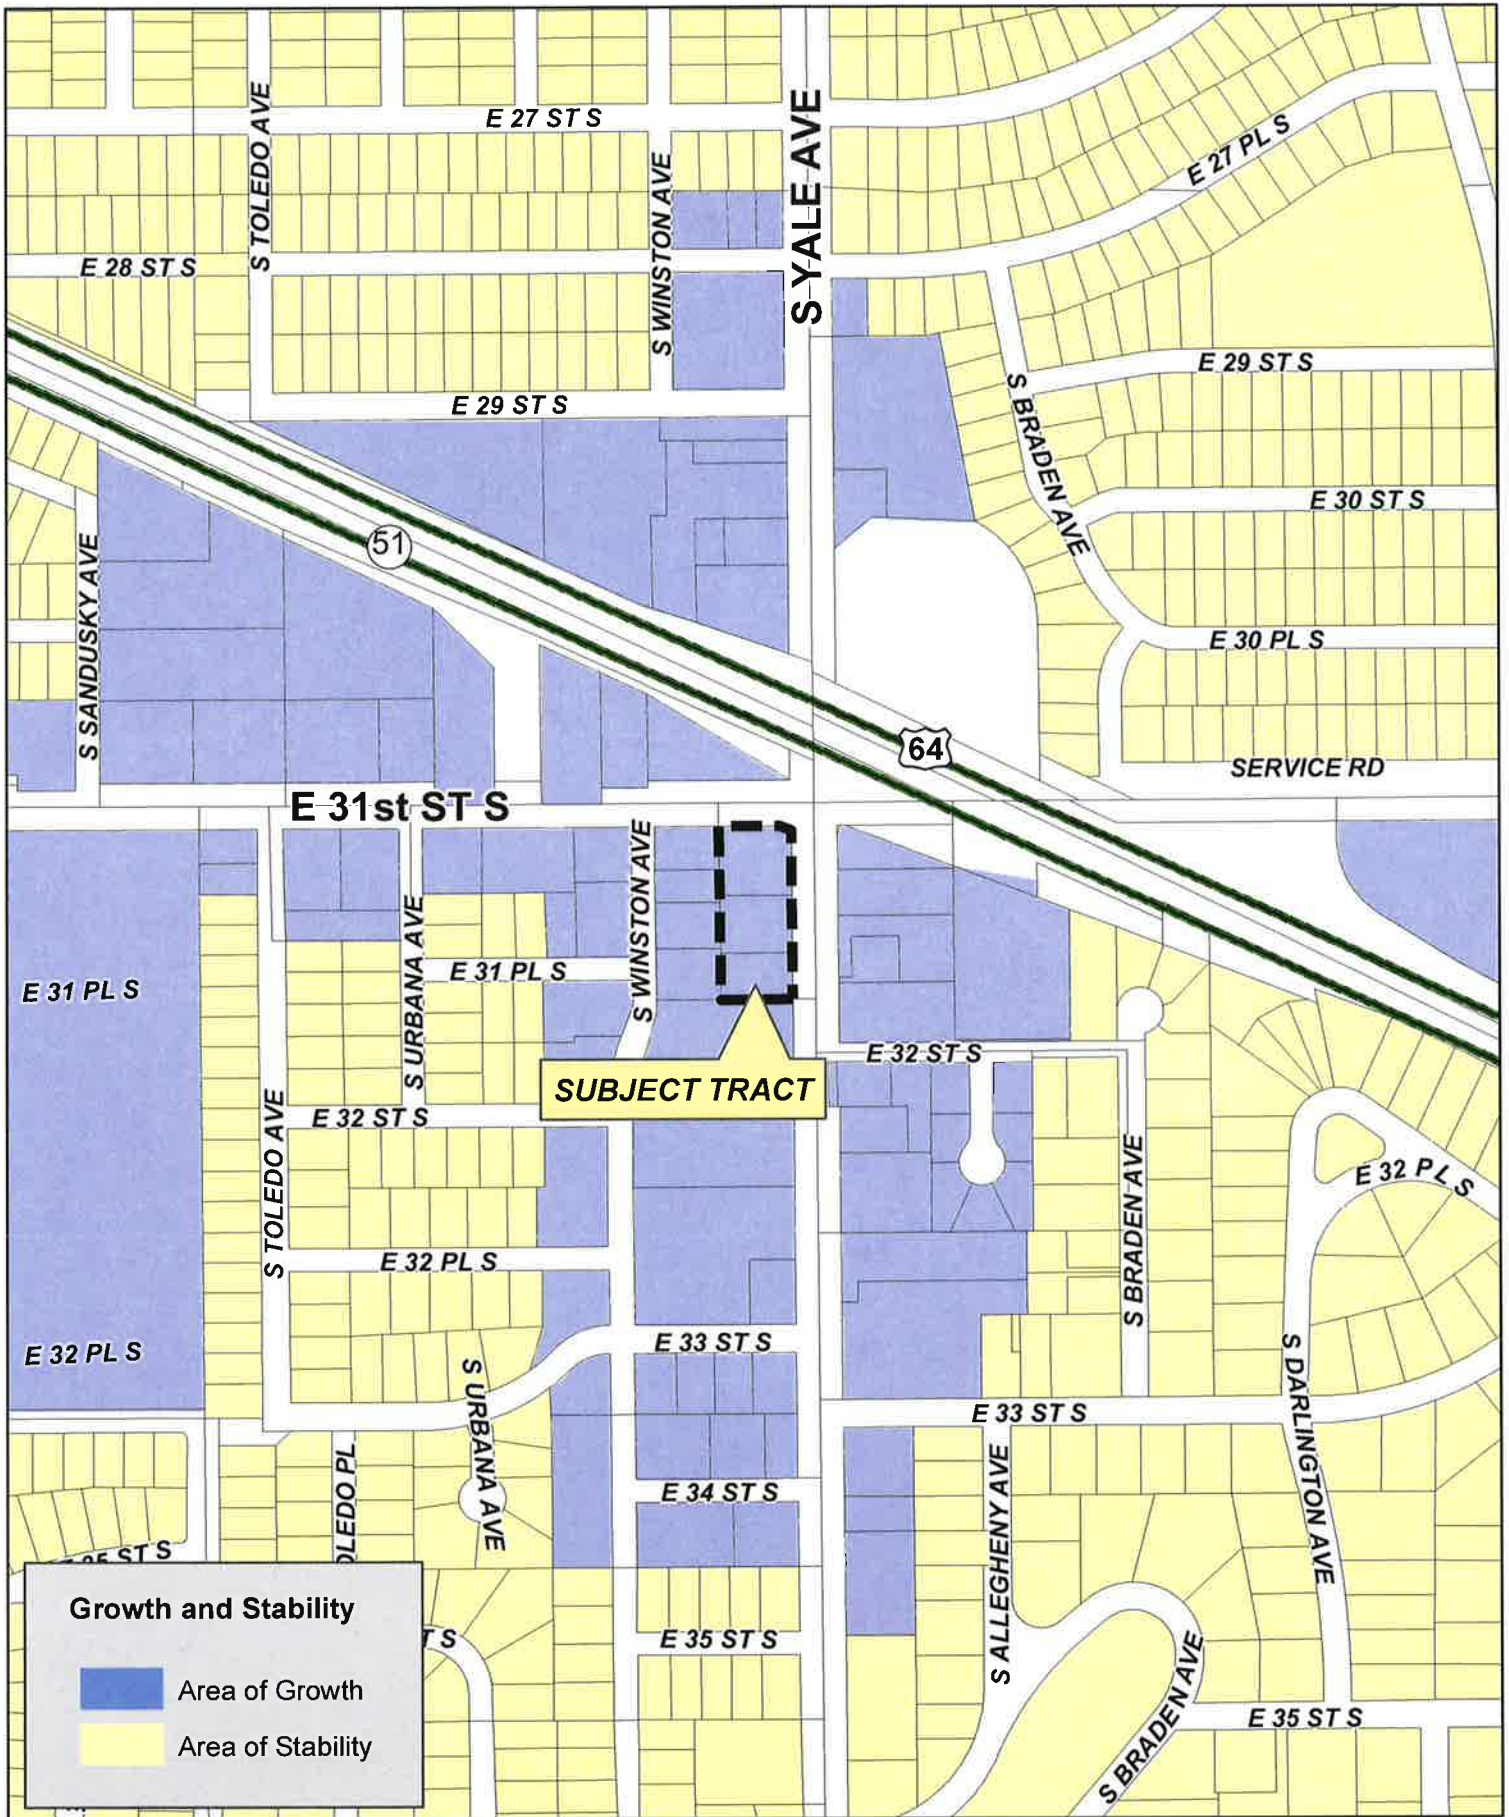 E 27 ST S
S TOLEDO AVE
S YALE AVE
E 27 PL S
S WINSTON AVE
E 28 ST S
E 29 ST S
E 29 ST S
S BRADEN AVE
E 30 ST S
51
S SANDUSKY AVE
E 30 PL S
64
SERVICE RD
E 31st ST S
S WINSTON AVE
S URBANA AVE
E 31 PL S
E 31 PL S
E 32 ST S
SUBJECT TRACT
E 32 ST S
S TOLEDO AVE
S BRADEN AVE
E 32 PL S
E 32 PL S
E 32 PL S
E 33 ST S
S URBANA AVE
S DARLINGTON AVE
E 33 ST S
OLEDO PL
S ALLEGHENY AVE
E 34 ST S
35 ST S
Growth and Stability
T S
E 35 ST S
S BRADEN AVE
Area of Growth
E 35 ST S
Area of Stability